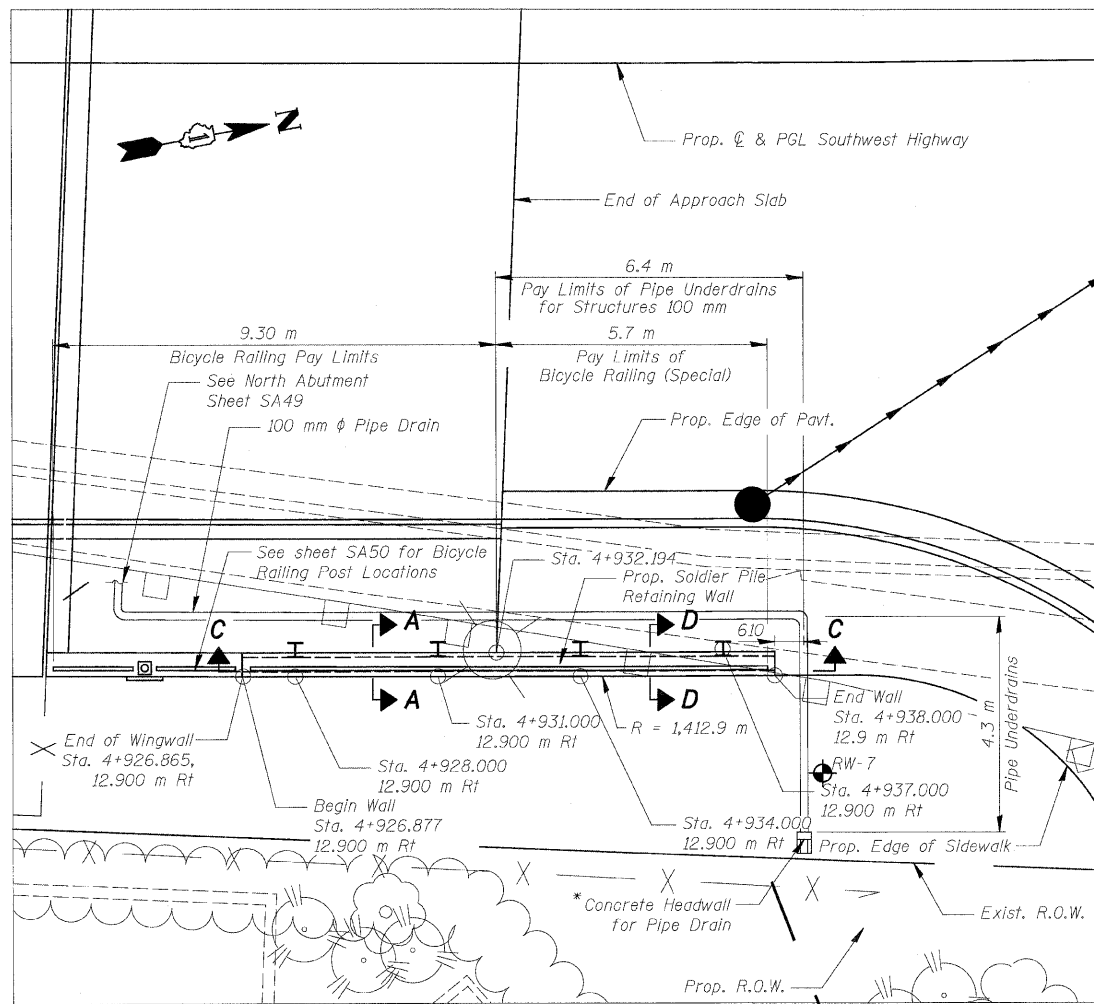 N
1
Prop. ℄ & PGL Southwest Highway
End of Approach Slab
6.4 m
Pay Limits of Pipe Underdrains
for Structures 100 mm
9.30 m
Bicycle Railing Pay Limits
5.7 m
Pay Limits of
Bicycle Railing (Special)
See North Abutment
Sheet SA49
100 mm ϕ Pipe Drain
Prop. Edge of Pavt.
See sheet SA50 for Bicycle
Railing Post Locations
Sta. 4+932.194
Prop. Soldier Pile
Retaining Wall
A
D
610
C
C
A
D
End of Wingwall
Sta. 4+926.865,
12.900 m Rt
Sta. 4+928.000
12.900 m Rt
Begin Wall
Sta. 4+926.877
12.900 m Rt
Sta. 4+931.000
12.900 m Rt
R = 1,412.9 m
End Wall
Sta. 4+938.000
12.9 m Rt
RW-7
Sta. 4+937.000
12.900 m Rt
Sta. 4+934.000
12.900 m Rt
4.3 m
Pipe Underdrains
Prop. Edge of Sidewalk
*Concrete Headwall
for Pipe Drain
Exist. R.O.W.
Prop. R.O.W.